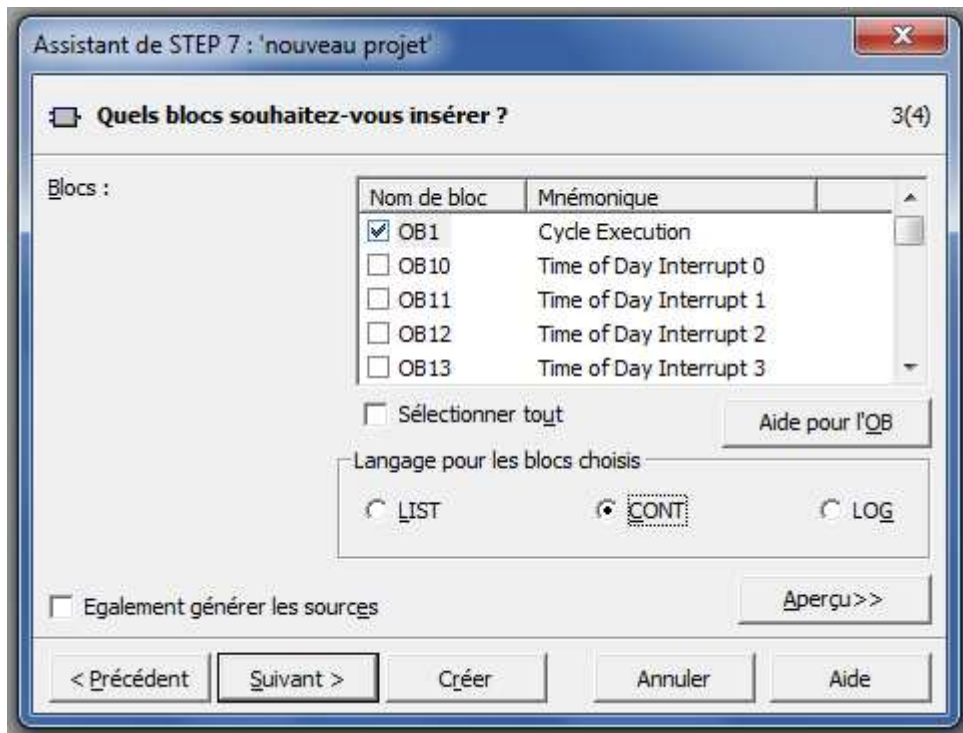 Assistant de STEP 7 : 'nouveau projet'
Quels blocs souhaitez-vous insérer ? 3(4)
Blocs :
Nom de bloc Mnémonique
OB1 Cycle Execution
OB10 Time of Day Interrupt 0
OB11 Time of Day Interrupt 1
OB12 Time of Day Interrupt 2
OB13 Time of Day Interrupt 3
Sélectionner tout
Aide pour l'OB
Langage pour les blocs choisis
LIST CONT LOG
Egalement générer les sources
Aperçu>>
< Précédent Suivant > Créer Annuler Aide